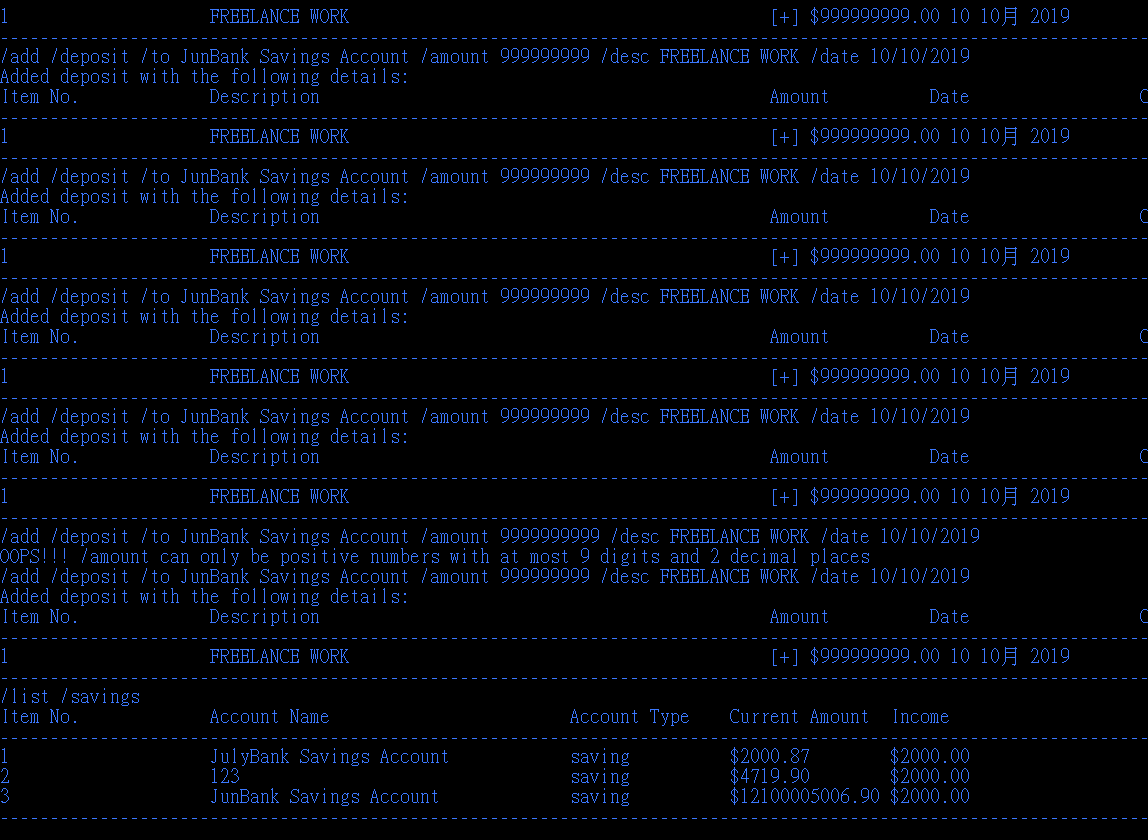 1 FREELANCE WORK [+] $999999999.00 10 10月 2019
/add /deposit /to JunBank Savings Account /amount 999999999 /desc FREELANCE WORK /date 10/10/2019
Added deposit with the following details:
Item No. Description Amount Date C
1 FREELANCE WORK [+] $999999999.00 10 10月 2019
/add /deposit /to JunBank Savings Account /amount 999999999 /desc FREELANCE WORK /date 10/10/2019
Added deposit with the following details:
Item No. Description Amount Date C
1 FREELANCE WORK [+] $999999999.00 10 10月 2019
/add /deposit /to JunBank Savings Account /amount 999999999 /desc FREELANCE WORK /date 10/10/2019
Added deposit with the following details:
Item No. Description Amount Date C
1 FREELANCE WORK [+] $999999999.00 10 10月 2019
/add /deposit /to JunBank Savings Account /amount 999999999 /desc FREELANCE WORK /date 10/10/2019
Added deposit with the following details:
Item No. Description Amount Date C
1 FREELANCE WORK [+] $999999999.00 10 10月 2019
/add /deposit /to JunBank Savings Account /amount 9999999999 /desc FREELANCE WORK /date 10/10/2019
OOPS!!! /amount can only be positive numbers with at most 9 digits and 2 decimal places
/add /deposit /to JunBank Savings Account /amount 999999999 /desc FREELANCE WORK /date 10/10/2019
Added deposit with the following details:
Item No. Description Amount Date C
1 FREELANCE WORK [+] $999999999.00 10 10月 2019
/list /savings
Item No. Account Name Account Type Current Amount Income
1 JulyBank Savings Account saving $2000.87 $2000.00
2 123 saving $4719.90 $2000.00
3 JunBank Savings Account saving $12100005006.90 $2000.00